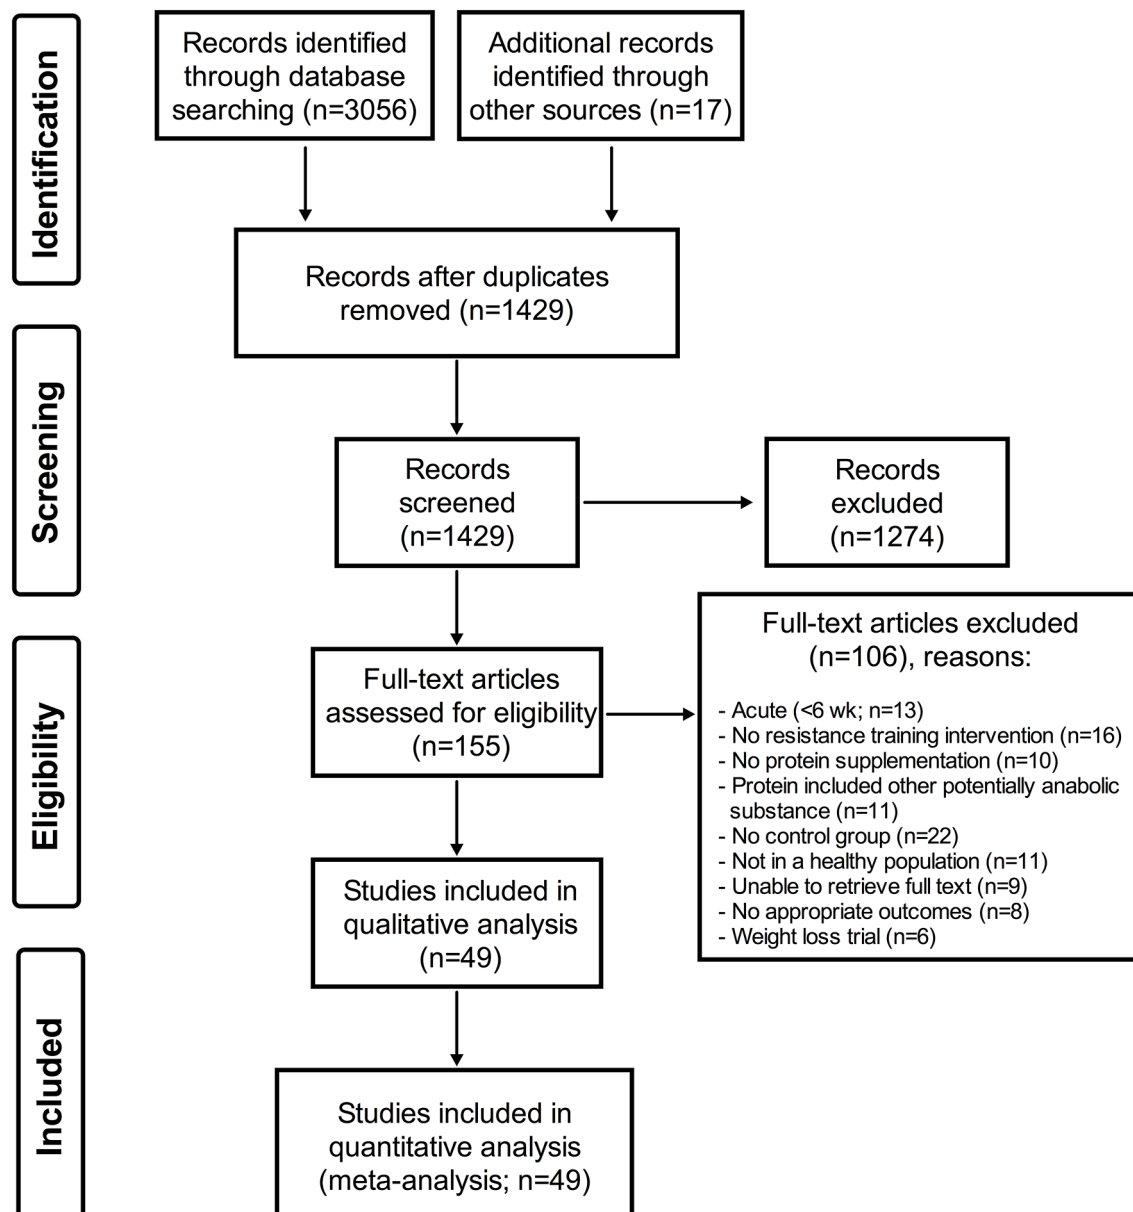 Identification
Records identified
through database
searching (n=3056)
Additional records
identified through
other sources (n=17)
Records after duplicates
removed (n=1429)
Screening
Records
screened
(n=1429)
Records
excluded
(n=1274)
Eligibility
Full-text articles
assessed for eligibility
(n=155)
Full-text articles excluded
(n=106), reasons:
- Acute (<6 wk; n=13)
- No resistance training intervention (n=16)
- No protein supplementation (n=10)
- Protein included other potentially anabolic
substance (n=11)
- No control group (n=22)
- Not in a healthy population (n=11)
- Unable to retrieve full text (n=9)
- No appropriate outcomes (n=8)
- Weight loss trial (n=6)
Studies included in
qualitative analysis
(n=49)
Included
Studies included in
quantitative analysis
(meta-analysis; n=49)